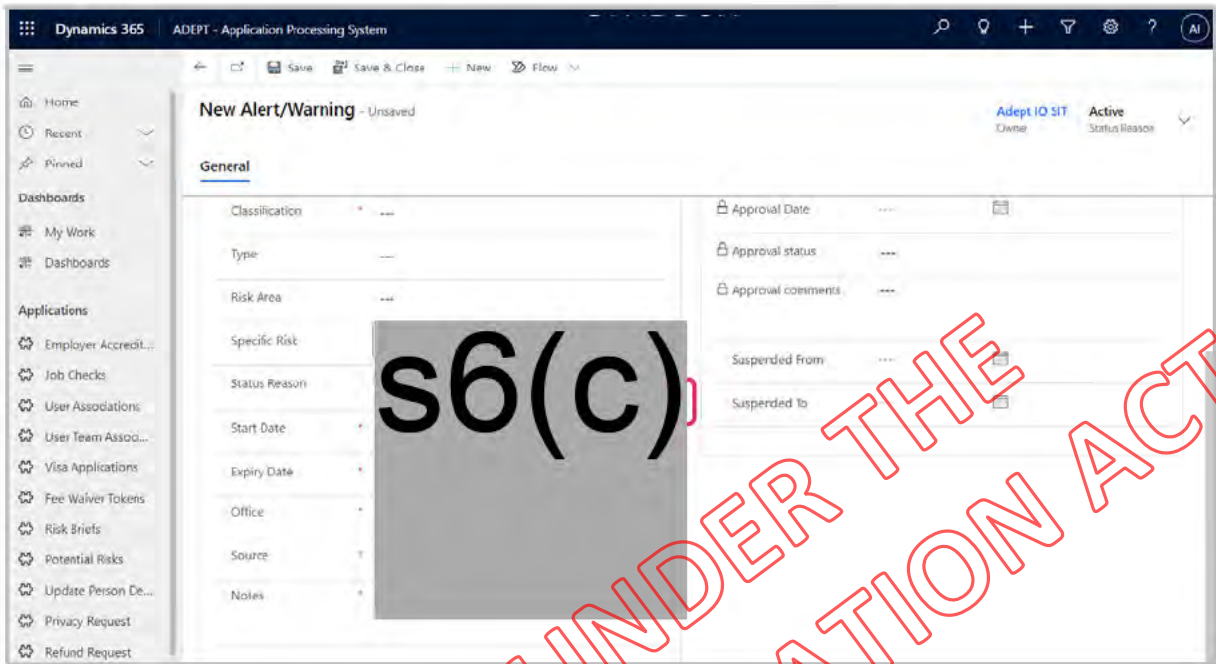 Dynamics 365 ADEPT - Application Processing System ? AI
Save Save & Close New Flow
Home
Recent
Pinned
Dashboards
My Work
Dashboards
Applications
Employer Accredit...
Job Checks
User Associations
User Team Assoc...
Visa Applications
Fee Waiver Tokens
Risk Briefs
Potential Risks
Update Person De...
Privacy Request
Refund Request
New Alert/Warning - Unsaved
Adept IO SIT
Owner
Active
Status Reason
General
Classification * ---
Type ---
Risk Area ---
Specific Risk
Status Reason
Start Date *
Expiry Date *
Office *
Source *
Notes *
s6(c)
Approval Date ---
Approval status ---
Approval comments ---
Suspended From ---
Suspended To
UNDER THE
ATION ACT